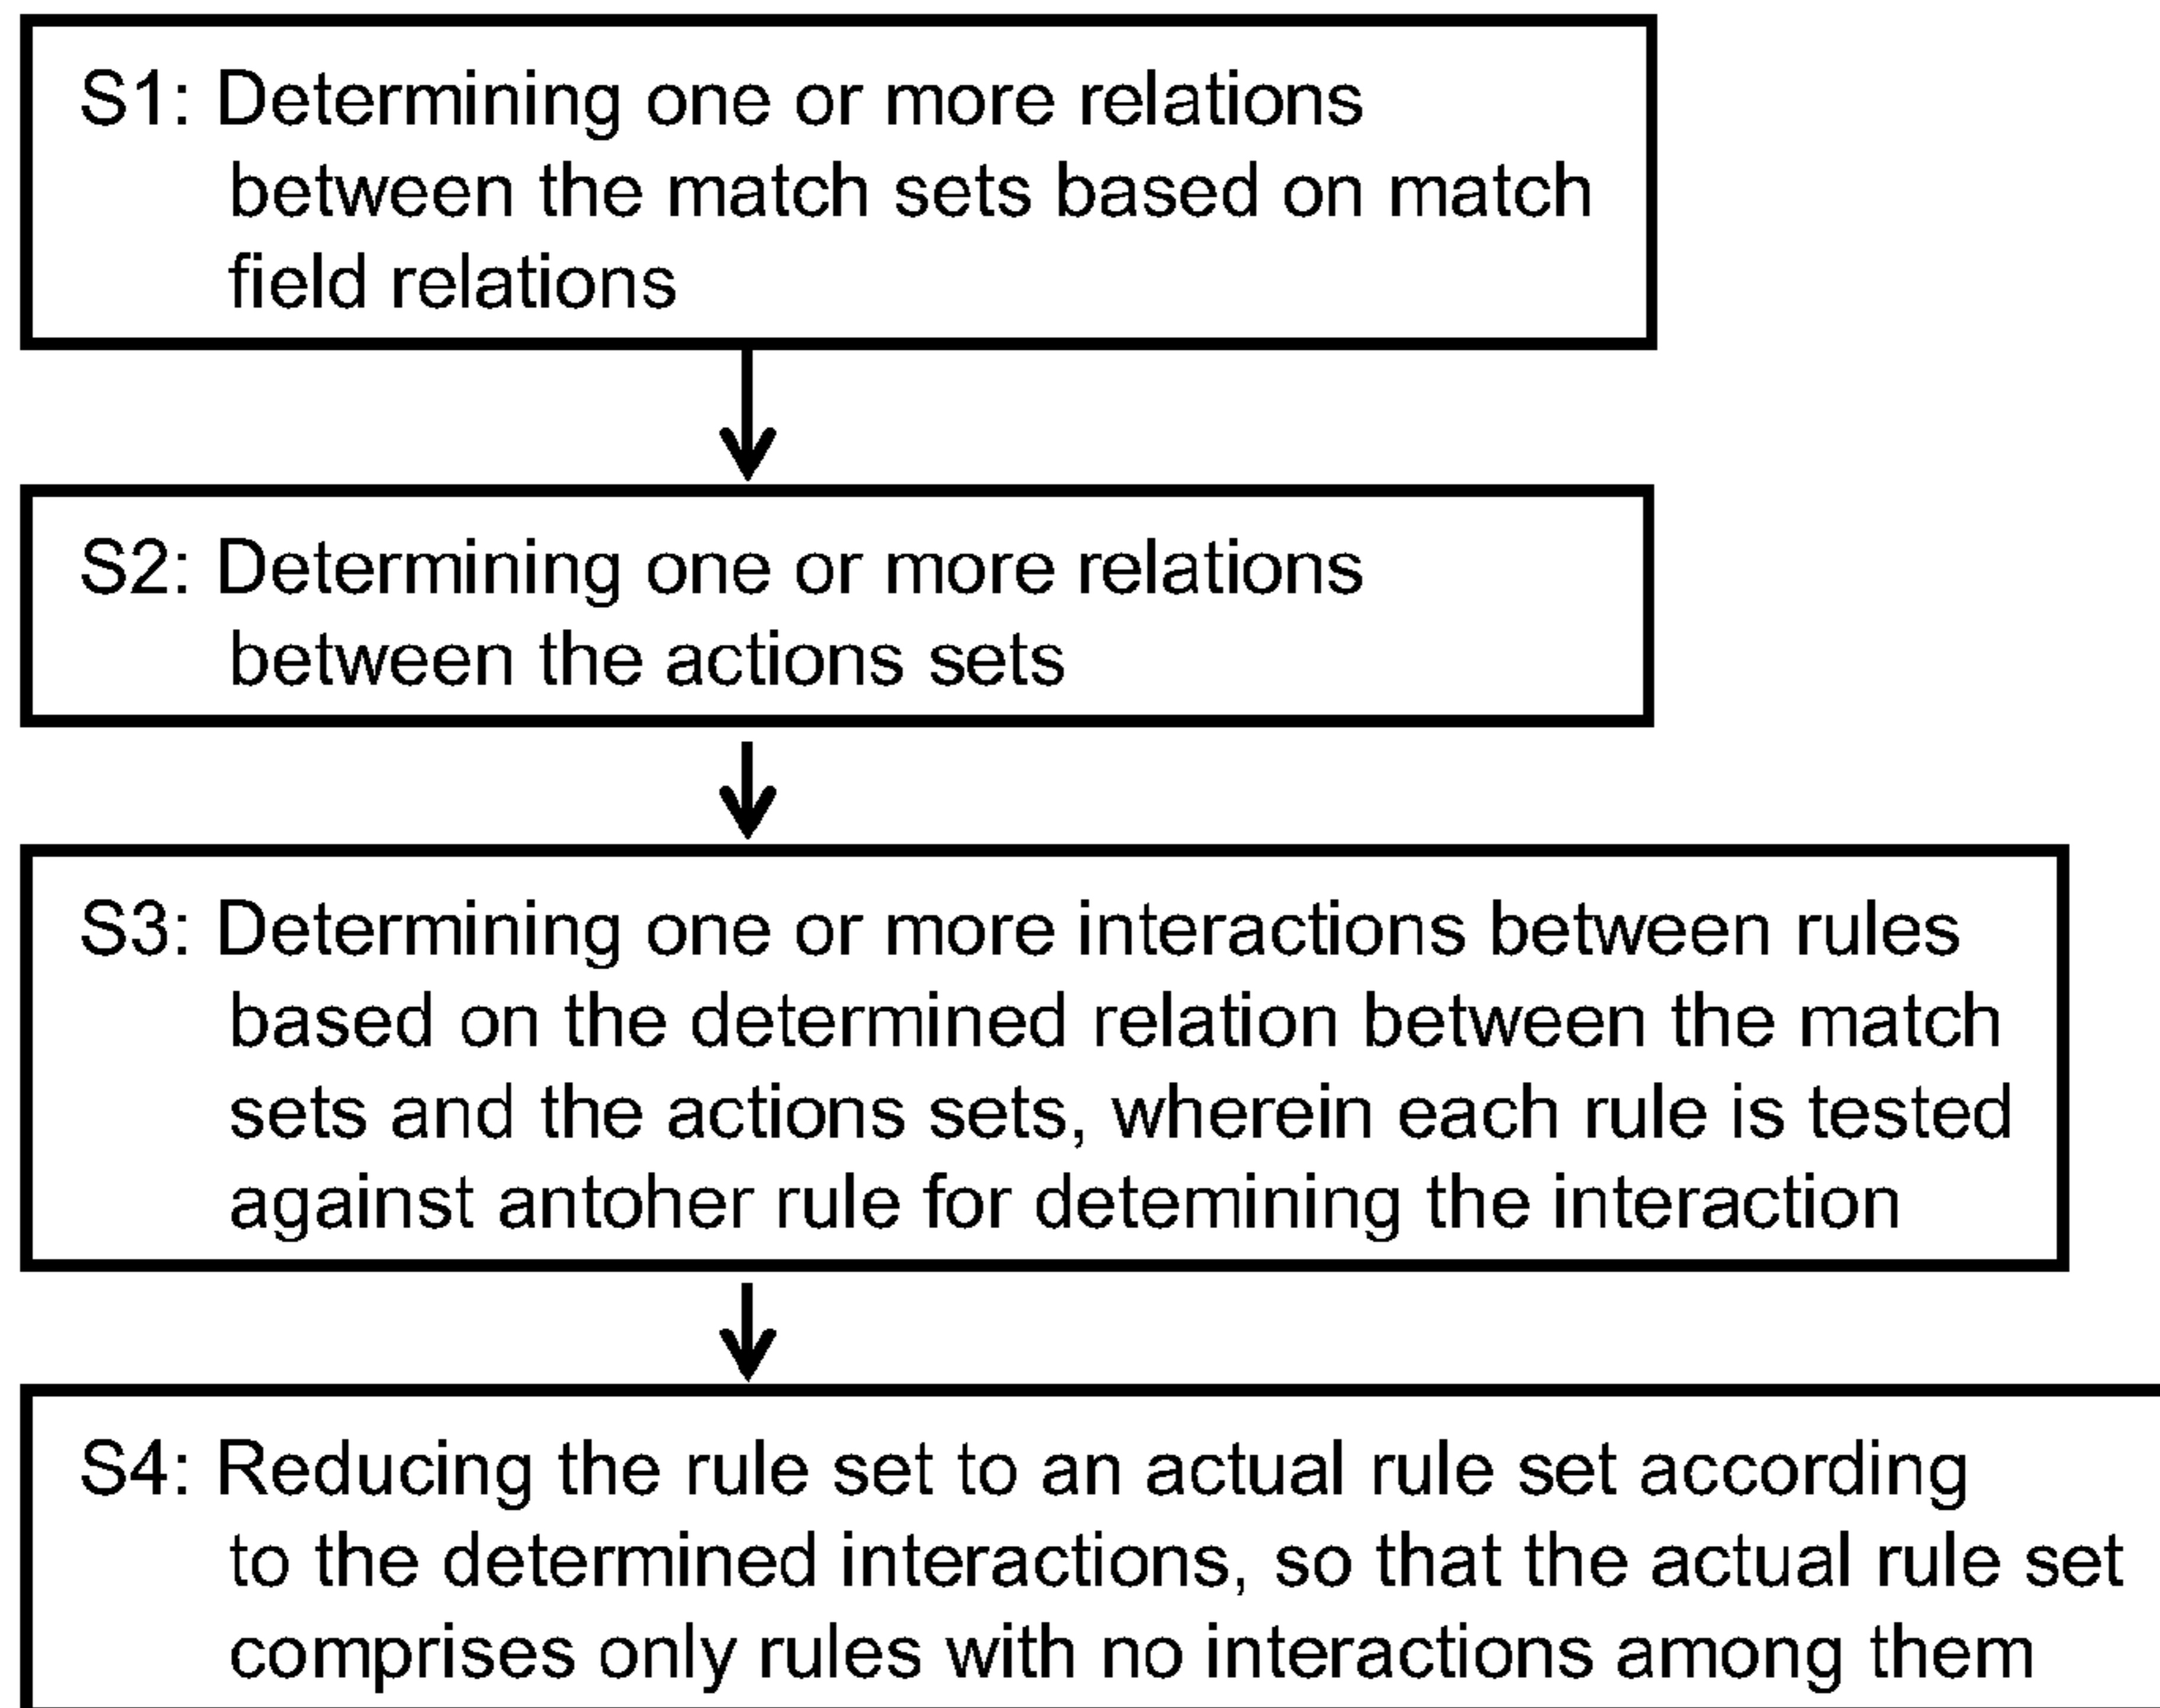 S1: Determining one or more relations
between the match sets based on match
field relations
S2: Determining one or more relations
between the actions sets
S3: Determining one or more interactions between rules
based on the determined relation between the match
sets and the actions sets, wherein each rule is tested
against antoher rule for detemining the interaction
S4: Reducing the rule set to an actual rule set according
to the determined interactions, so that the actual rule set
comprises only rules with no interactions among them